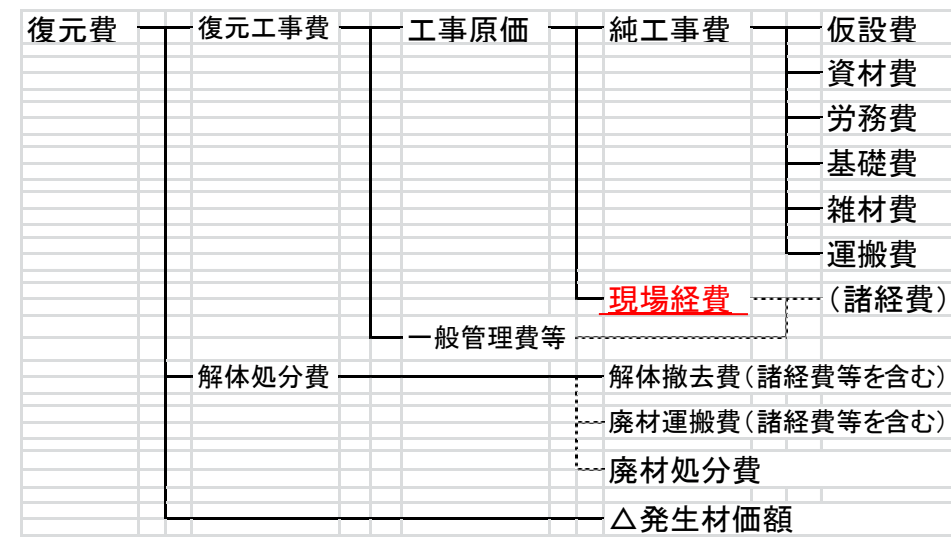 復元費 復元工事費 工事原価 純工事費 仮設費
資材費
労務費
基礎費
雑材費
運搬費
現場経費 (諸経費)
一般管理費等
解体処分費 解体撤去費(諸経費等を含む)
廃材運搬費(諸経費等を含む)
廃材処分費
△発生材価額